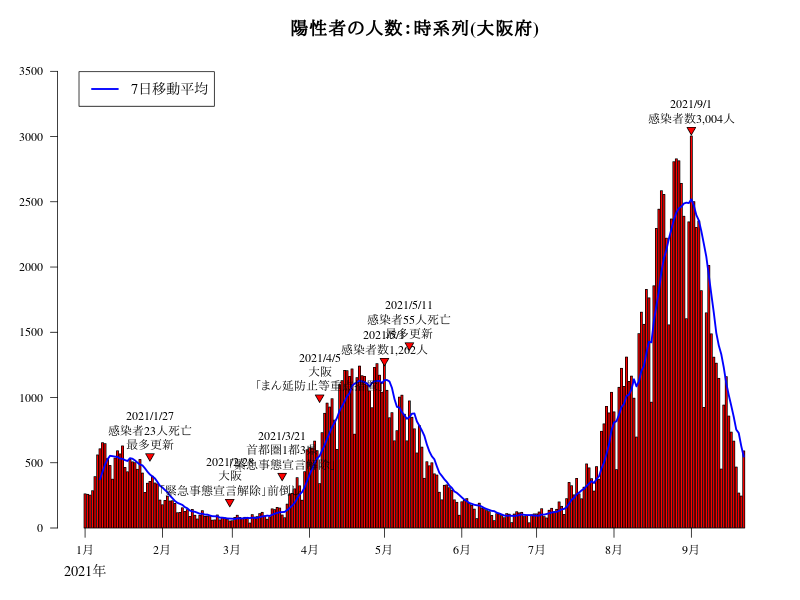 陽性者の人数:時系列(大阪府)
7日移動平均
3500
3000
2500
2000
1500
1000
500
0
2021/9/1
感染者数3,004人
2021/5/11
感染者55人死亡
最多更新
感染者数1,262人
2021/4/5
大阪
「まん延防止等重
2021/1/27
感染者23人死亡
最多更新
2021/3/21
首都圏1都3県
緊急事態宣言解除」
2021/2/28
大阪
緊急事態宣言解除」前倒し
1月
2月
3月
4月
5月
6月
7月
8月
9月
2021年